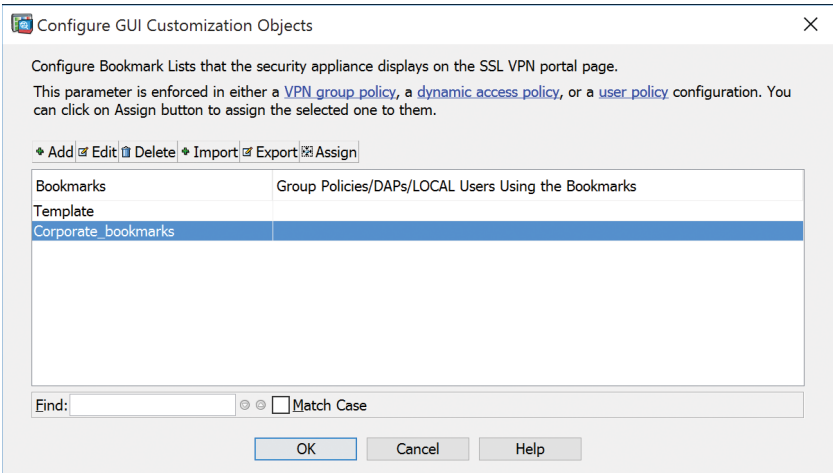 Configure GUI Customization Objects
Configure Bookmark Lists that the security appliance displays on the SSL VPN portal page.
This parameter is enforced in either a VPN group policy, a dynamic access policy, or a user policy configuration. You
can click on Assign button to assign the selected one to them.
Add Edit Delete Import Export Assign
Bookmarks Group Policies/DAPs/LOCAL Users Using the Bookmarks
Template
Corporate_bookmarks
Find: Match Case
OK Cancel Help